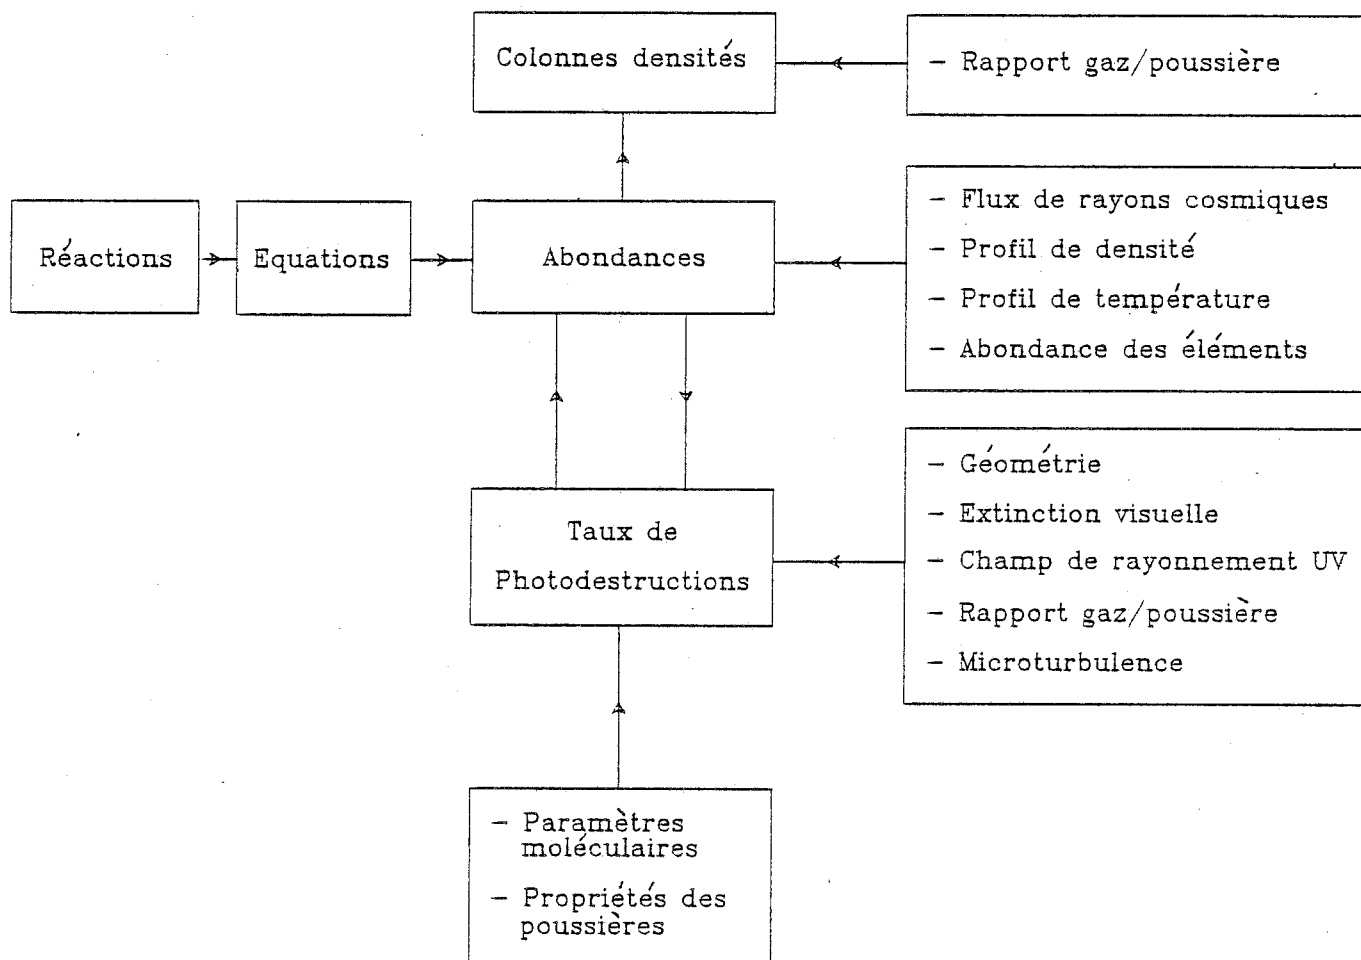 Colonnes densités
– Rapport gaz/poussière
Réactions
Equations
Abondances
– Flux de rayons cosmiques
– Profil de densité
– Profil de température
– Abondance des éléments
Taux de
Photodestructions
– Géométrie
– Extinction visuelle
– Champ de rayonnement UV
– Rapport gaz/poussière
– Microturbulence
– Paramètres
moléculaires
– Propriétés des
poussières